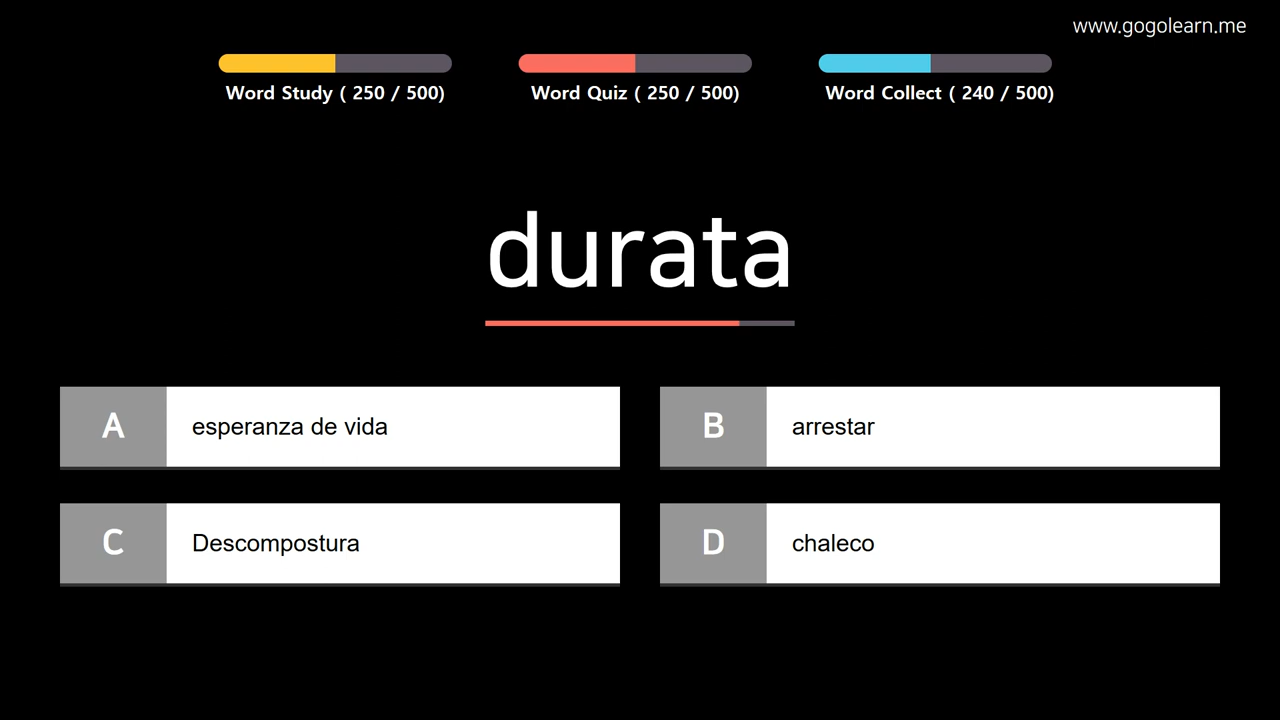 www.gogolearn.me
Word Study ( 250 / 500)
Word Quiz ( 250 / 500)
Word Collect ( 240 / 500)
durata
A esperanza de vida
B arrestar
C Descompostura
D chaleco